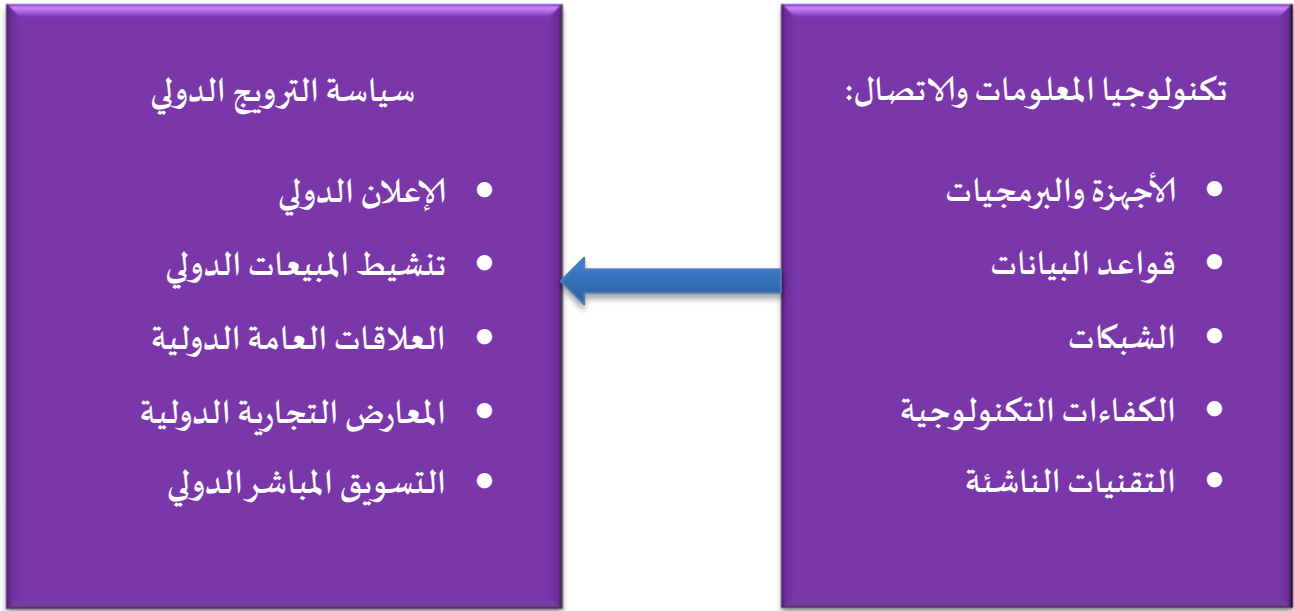 تكنولوجيا المعلومات والاتصال:
• الأجهزة والبرمجيات
• قواعد البيانات
• الشبكات
• الكفاءات التكنولوجية
• التقنيات الناشئة
سياسة الترويج الدولي
• الإعلان الدولي
• تنشيط المبيعات الدولي
• العلاقات العامة الدولية
• المعارض التجارية الدولية
• التسويق المباشر الدولي